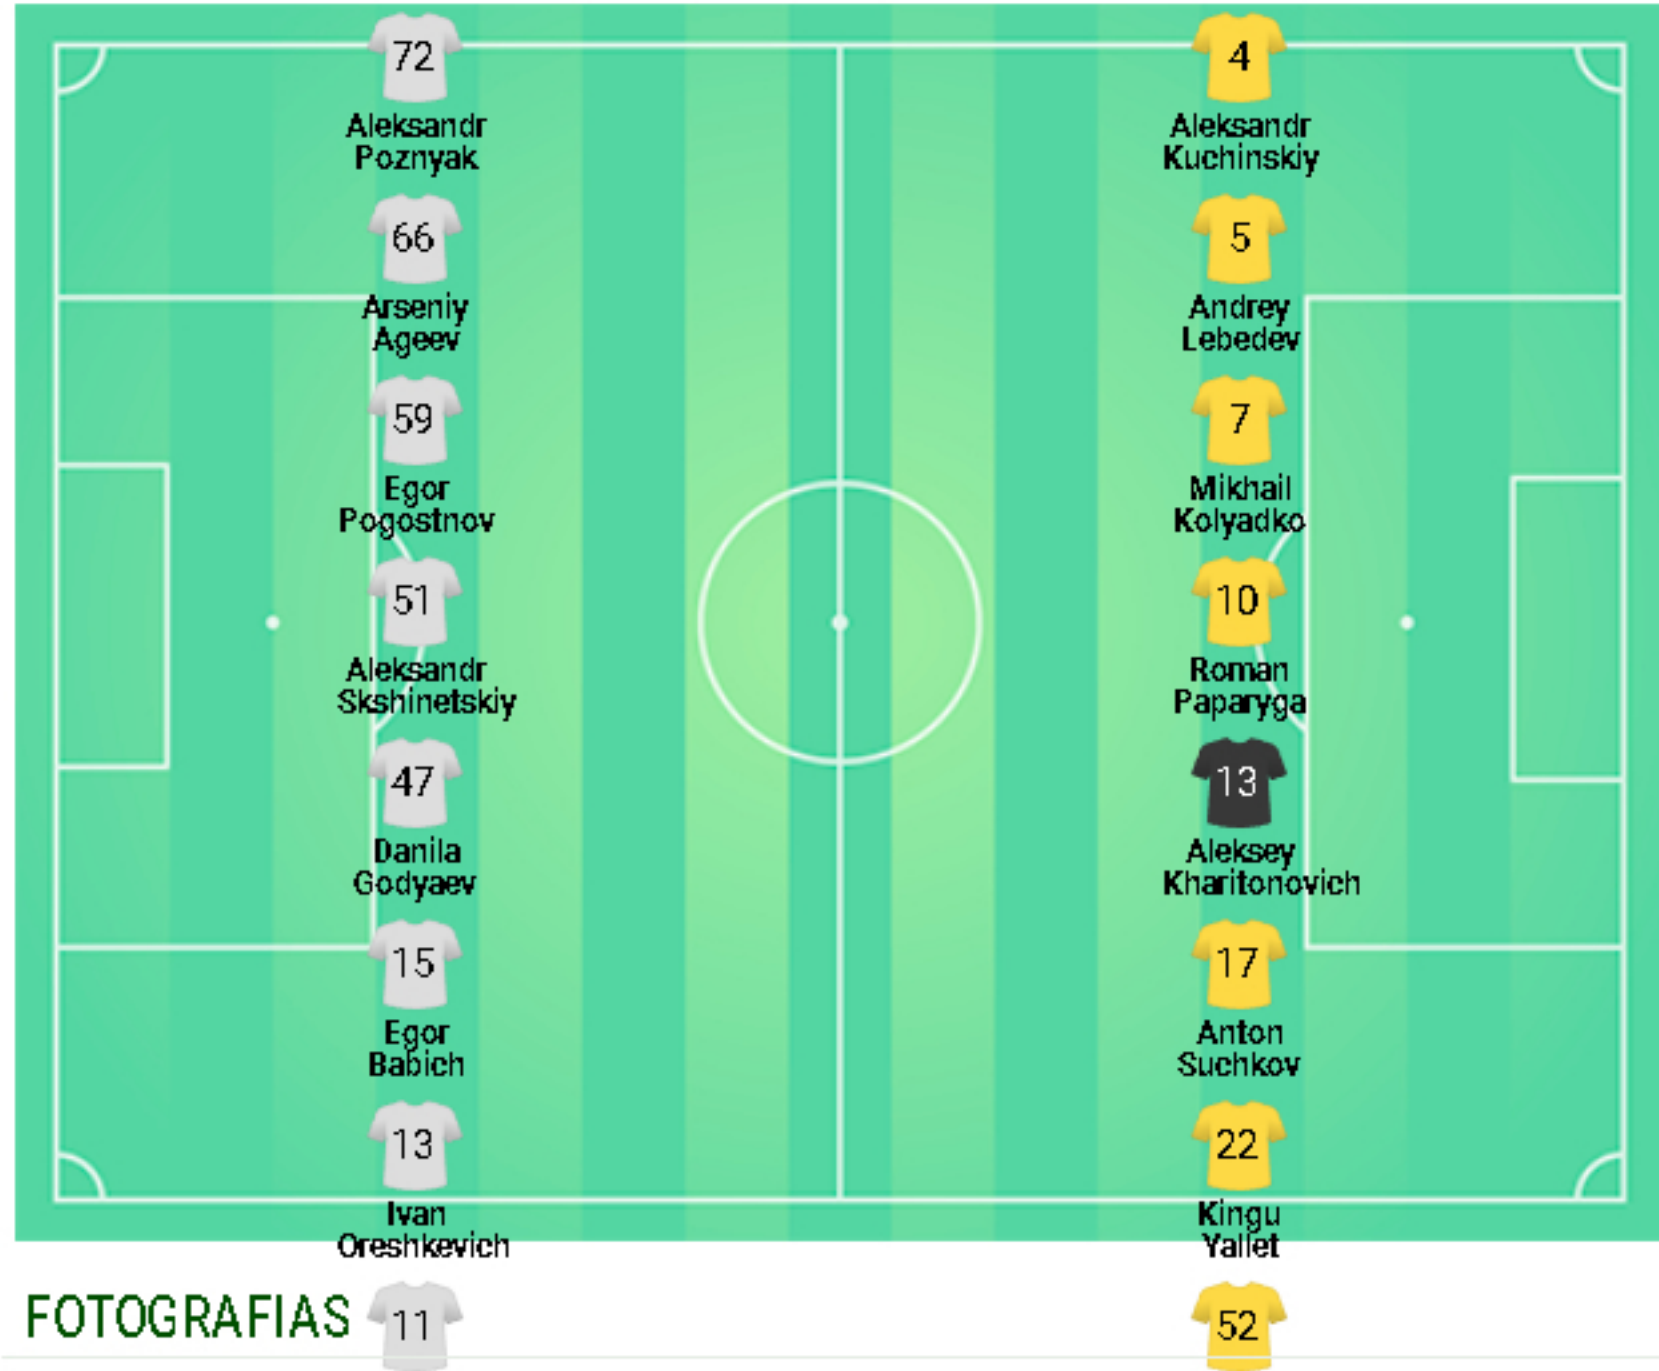 72
Aleksandr
Poznyak
66
Arseniy
Ageev
59
Egor
Pogostnov
51
Aleksandr
Skshinetskiy
47
Danila
Godyaev
15
Egor
Babich
13
Ivan
Oreshkevich
11
4
Aleksandr
Kuchinskiy
5
Andrey
Lebedev
7
Mikhail
Kolyadko
10
Roman
Paparyga
13
Aleksey
Kharitonovich
17
Anton
Suchkov
22
Kingu
Yallet
52
FOTOGRAFIAS